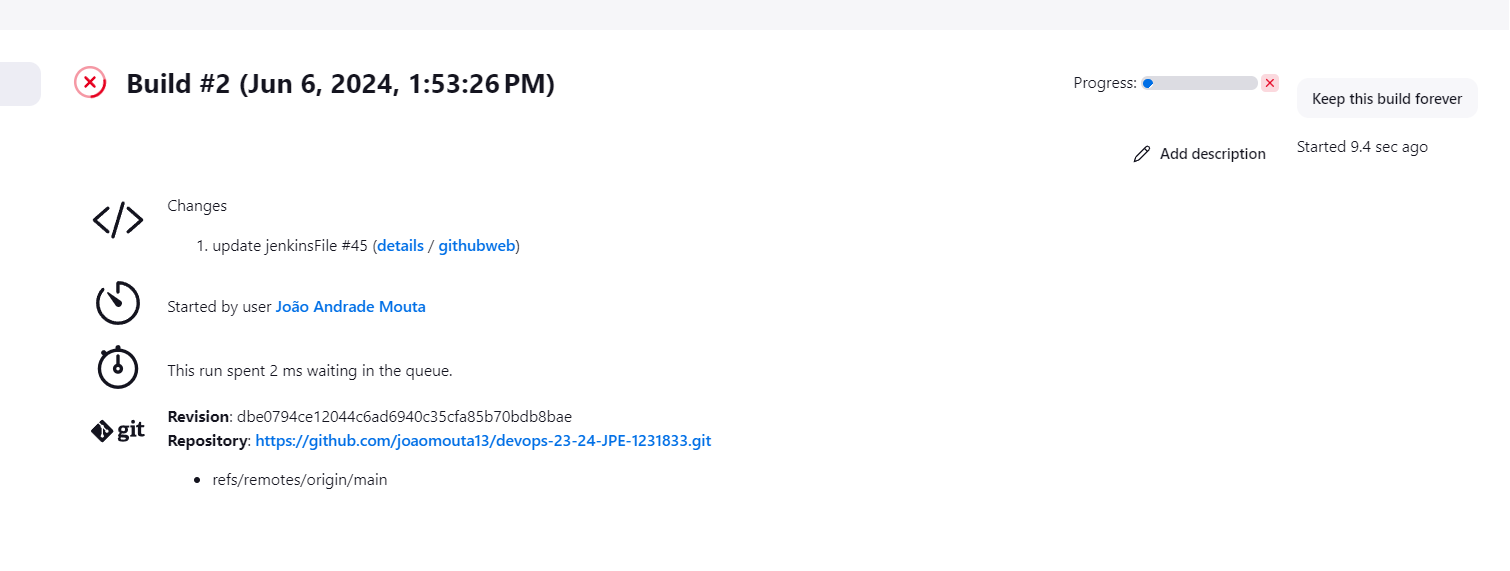 Build #2 (Jun 6, 2024, 1:53:26 PM)
Progress:
Keep this build forever
Add description
Started 9.4 sec ago
Changes
1. update jenkinsFile #45 (details / githubweb)
Started by user João Andrade Mouta
This run spent 2 ms waiting in the queue.
git
Revision: dbe0794ce12044c6ad6940c35cfa85b70bdb8bae
Repository: https://github.com/joaomouta13/devops-23-24-JPE-1231833.git
refs/remotes/origin/main